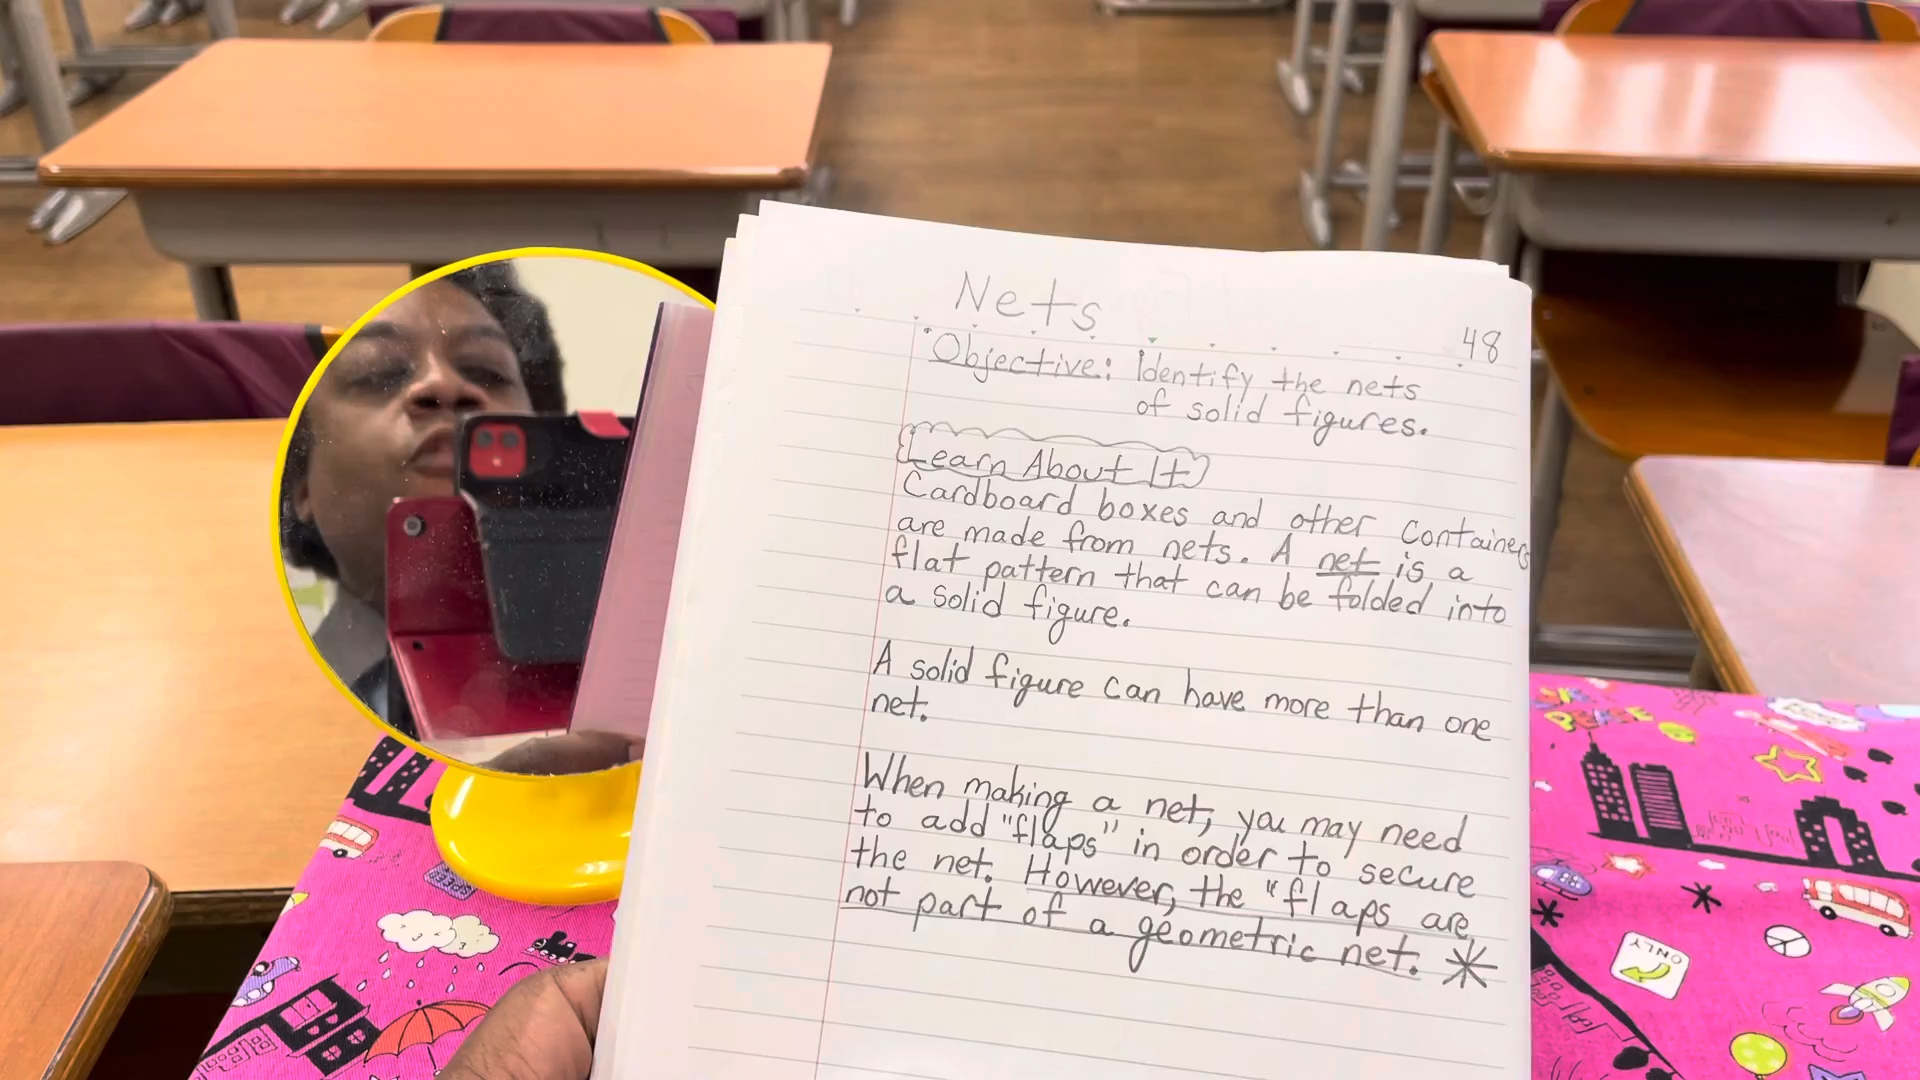 Nets
48
Objective: Identify the nets
of solid figures.
Learn About It
Cardboard boxes and other Containers
are made from nets. A net is a
flat pattern that can be folded into
a solid figure.
A solid figure can have more than one
net.
When making a net, you may need
to add "flaps" in order to secure
the net. However, the "flaps are
not part of a geometric net. *
ONLY